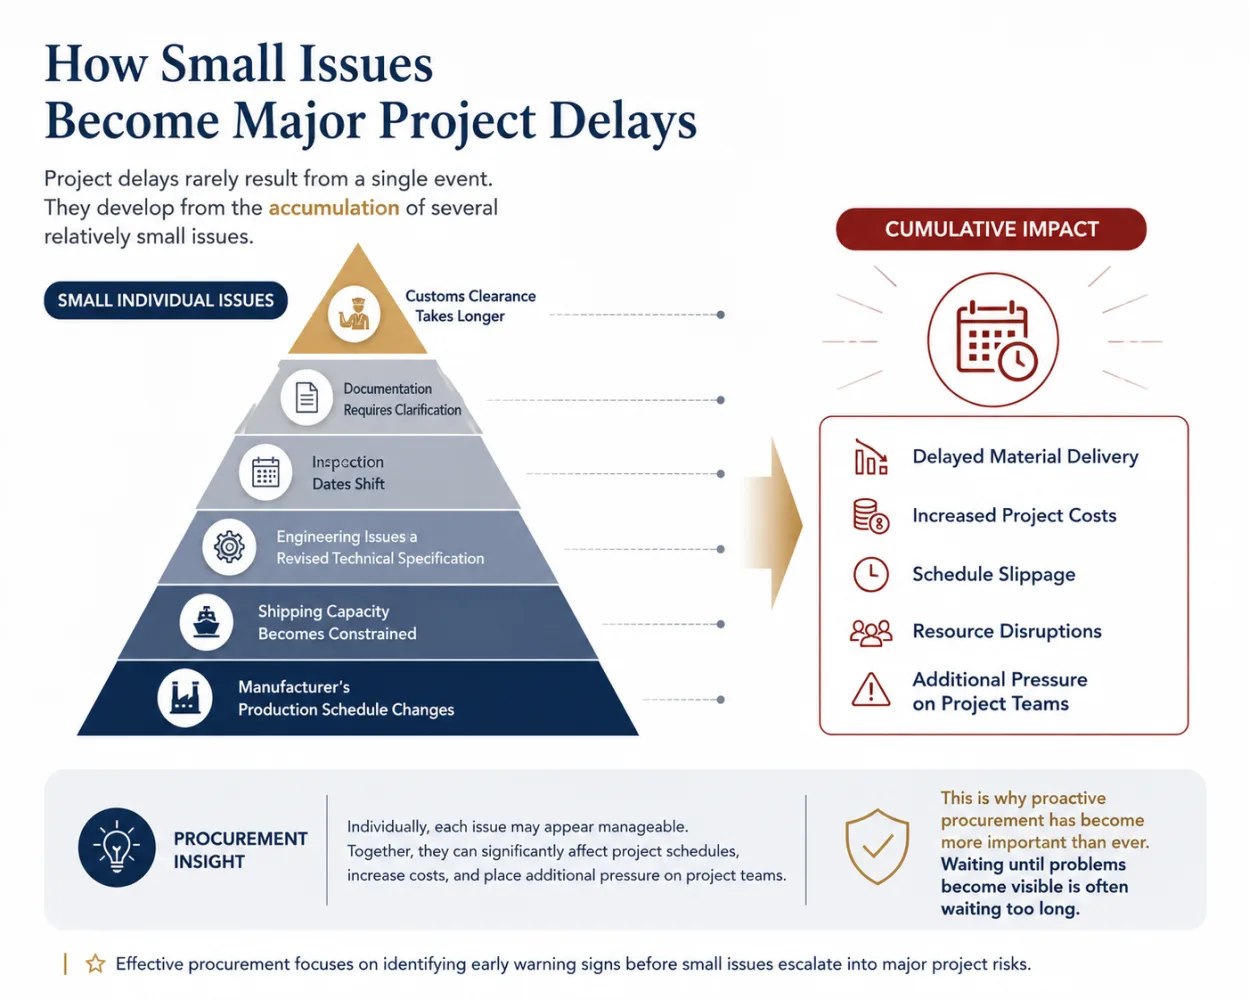 How Small Issues
Become Major Project Delays
Project delays rarely result from a single event.
They develop from the accumulation of several
relatively small issues.
SMALL INDIVIDUAL ISSUES
Customs Clearance
Takes Longer
Documentation
Requires Clarification
Inspection
Dates Shift
Engineering Issues a
Revised Technical Specification
Shipping Capacity
Becomes Constrained
Manufacturer's
Production Schedule Changes
CUMULATIVE IMPACT
Delayed Material Delivery
Increased Project Costs
Schedule Slippage
Resource Disruptions
Additional Pressure
on Project Teams
PROCUREMENT
INSIGHT
Individually, each issue may appear manageable.
Together, they can significantly affect project schedules,
increase costs, and place additional pressure on project teams.
This is why proactive
procurement has become
more important than ever.
Waiting until problems
become visible is often
waiting too long.
Effective procurement focuses on identifying early warning signs before small issues escalate into major project risks.